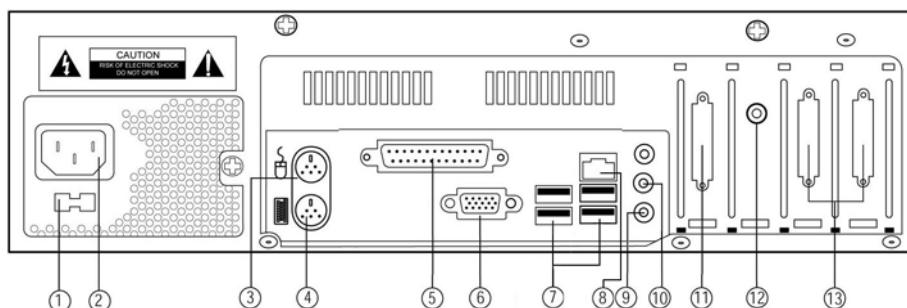 CAUTION
RISK OF ELECTRIC SHOCK
DO NOT OPEN
1 2 3 4 5 6 7 8 9 10 11 12 13